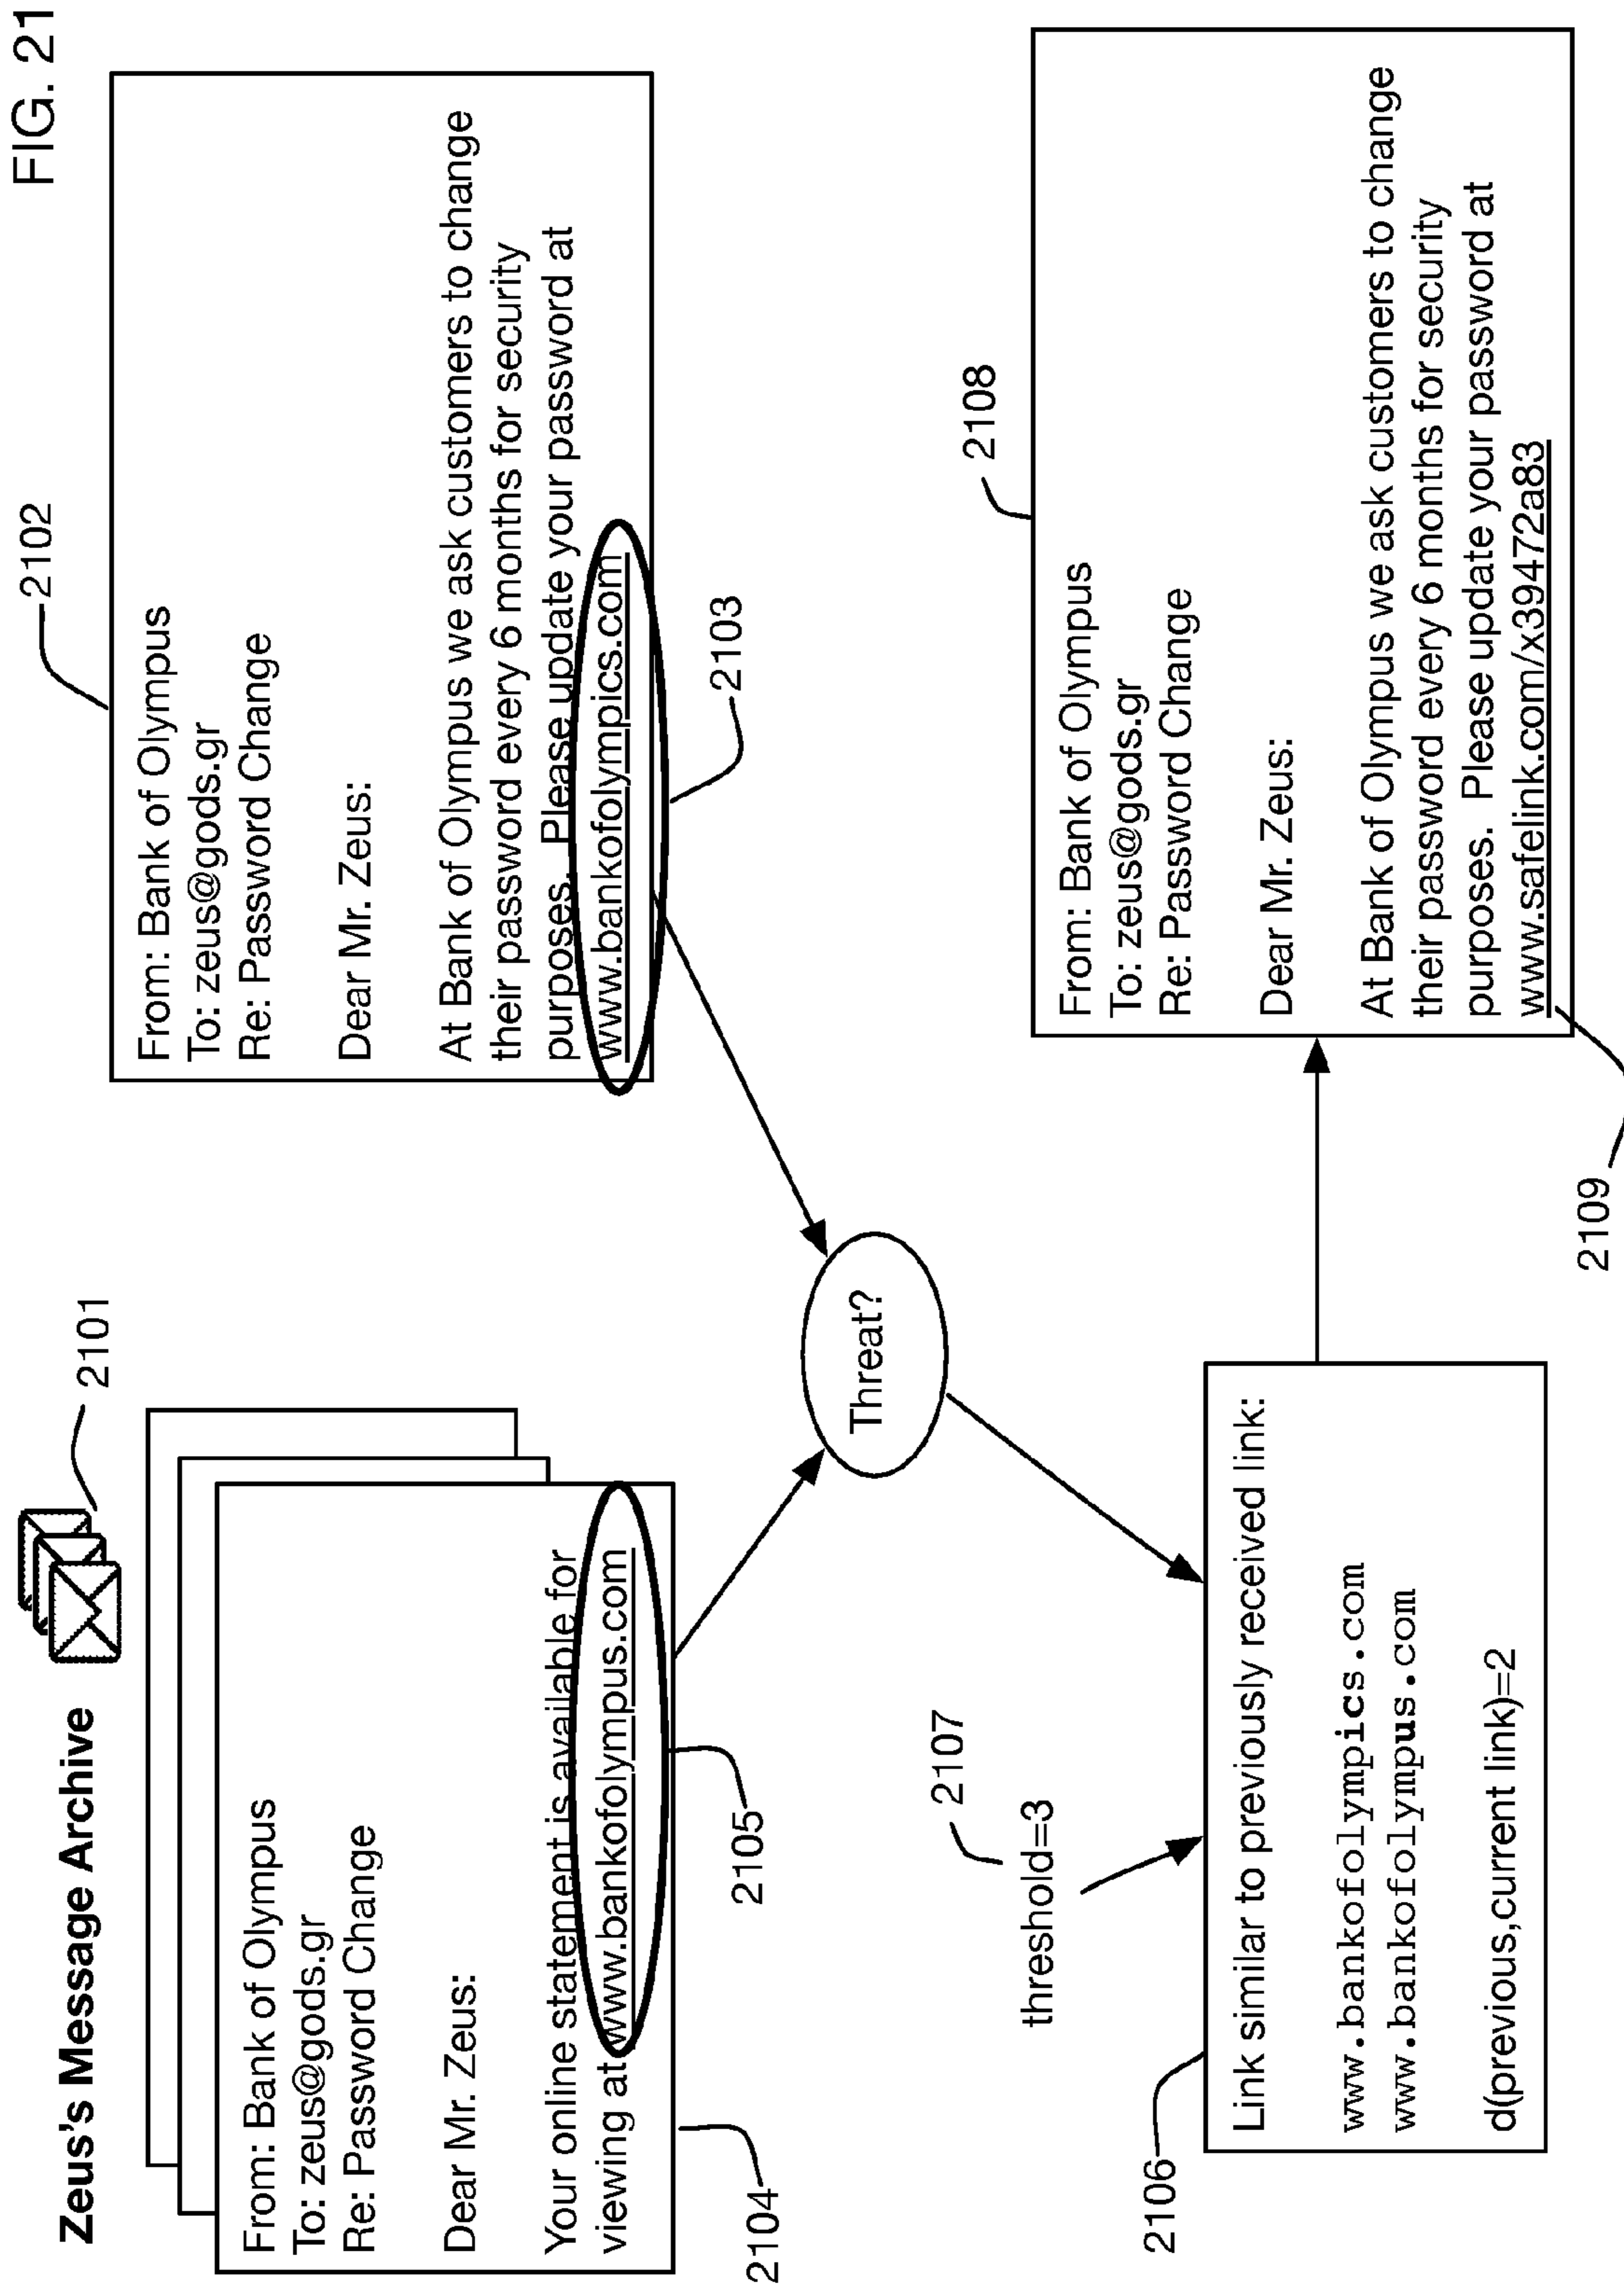 FIG. 21
Zeus's Message Archive
2101
From: Bank of Olympus
To: zeus@gods.gr
Re: Password Change
Dear Mr. Zeus:
Your online statement is available for
viewing at www.bankofolympus.com
2104
2105
2102
From: Bank of Olympus
To: zeus@gods.gr
Re: Password Change
Dear Mr. Zeus:
At Bank of Olympus we ask customers to change
their password every 6 months for security
purposes. Please update your password at
www.bankofolympics.com
2103
Threat?
2107
threshold=3
2106
Link similar to previously received link:
www.bankofolympics.com
www.bankofolympus.com
d(previous,current link)=2
2108
From: Bank of Olympus
To: zeus@gods.gr
Re: Password Change
Dear Mr. Zeus:
At Bank of Olympus we ask customers to change
their password every 6 months for security
purposes. Please update your password at
www.safelink.com/x39472a83
2109